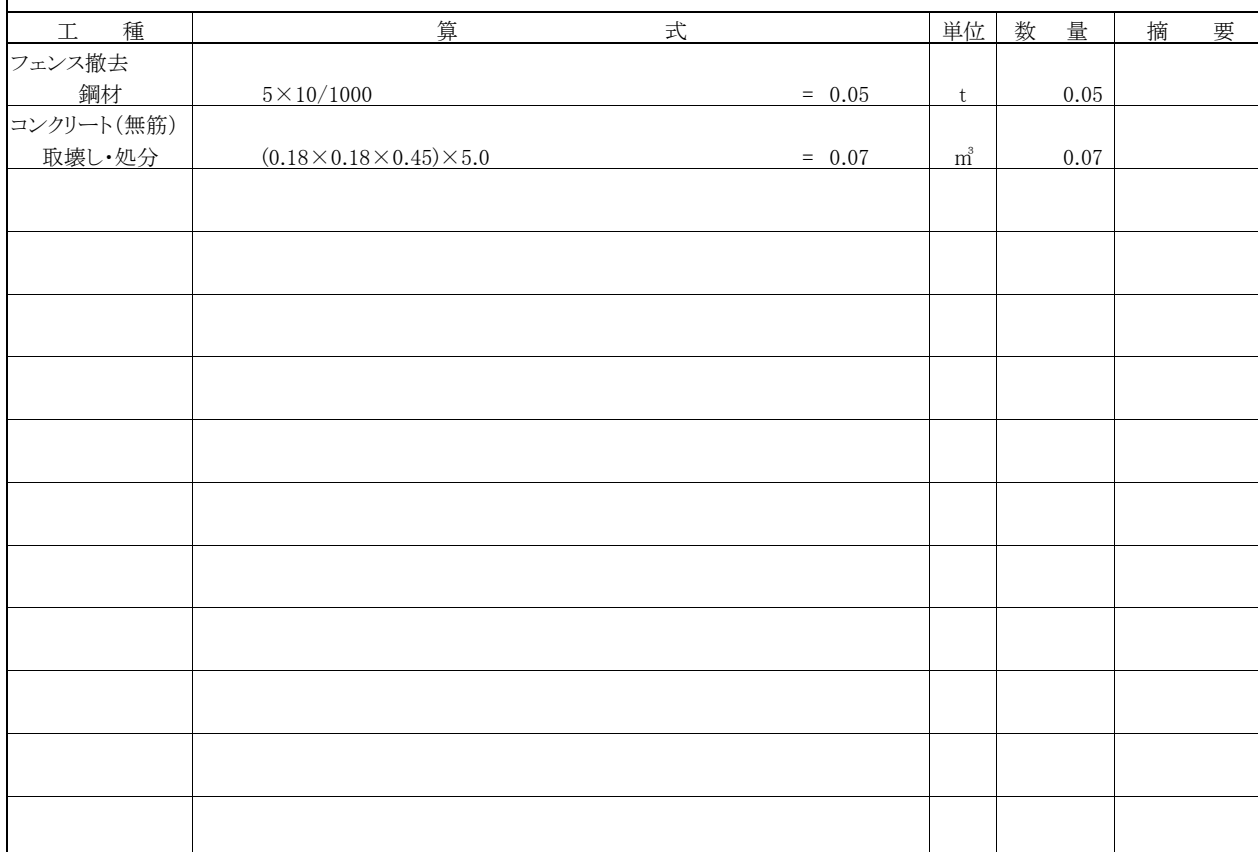 工 種 算 式 単位 数 量 摘 要
フェンス撤去
鋼材 5×10/1000 = 0.05 t 0.05
コンクリート(無筋)
取壊し・処分 (0.18×0.18×0.45)×5.0 = 0.07 ㎥ 0.07